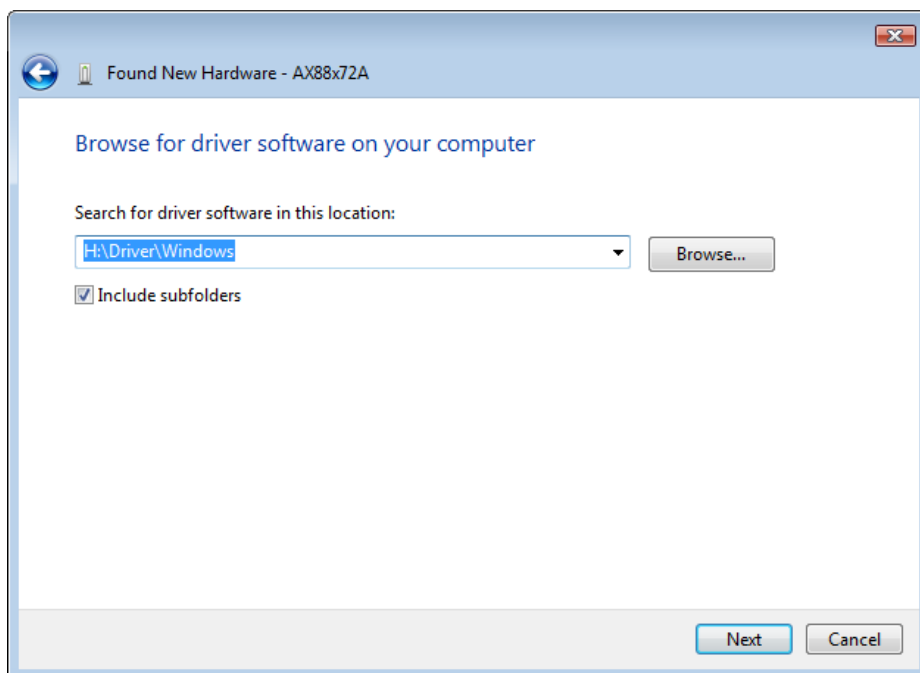 Found New Hardware - AX88x72A
Browse for driver software on your computer
Search for driver software in this location:
H:\Driver\Windows
Browse...
Include subfolders
Next
Cancel